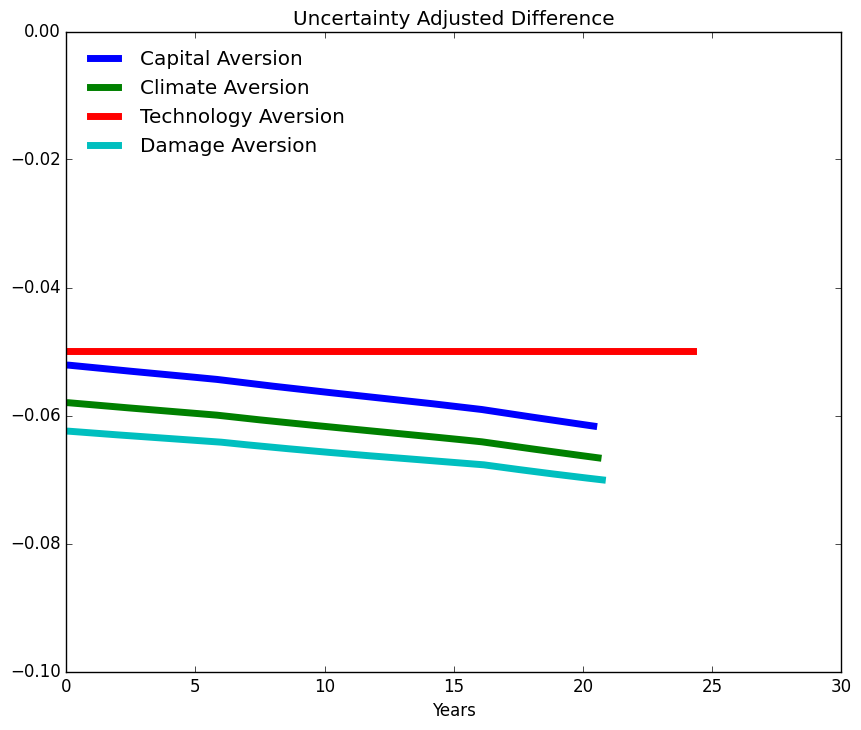 Uncertainty Adjusted Difference
0.00
Capital Aversion
Climate Aversion
Technology Aversion
Damage Aversion
−0.02
−0.04
−0.06
−0.08
−0.10
0 5 10 15 20 25 30
Years